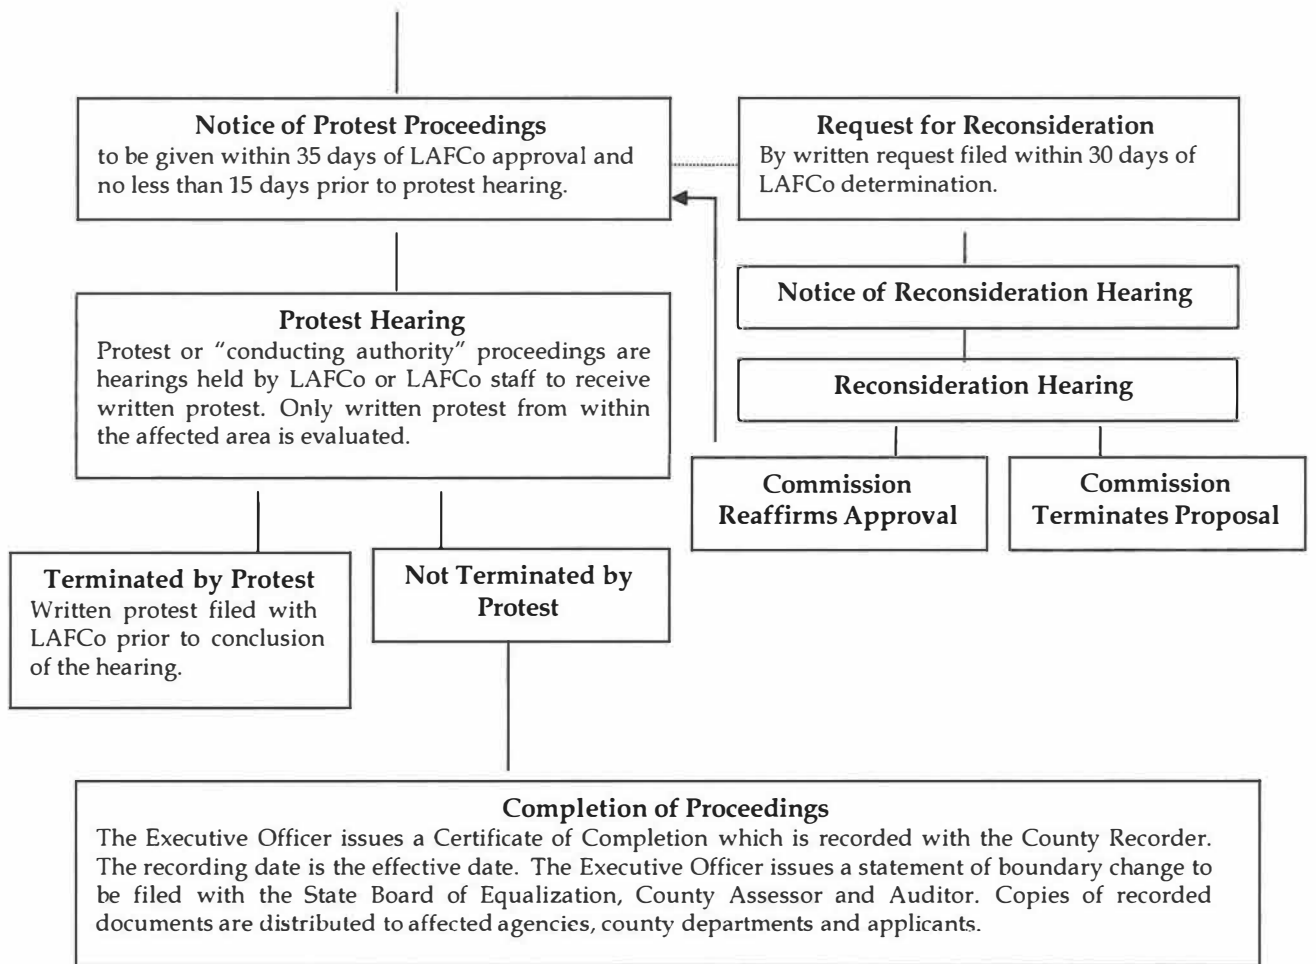 Notice of Protest Proceedings
to be given within 35 days of LAFCo approval and
no less than 15 days prior to protest hearing.
Request for Reconsideration
By written request filed within 30 days of
LAFCo determination.
Notice of Reconsideration Hearing
Protest Hearing
Protest or “conducting authority” proceedings are
hearings held by LAFCo or LAFCo staff to receive
written protest. Only written protest from within
the affected area is evaluated.
Reconsideration Hearing
Commission
Reaffirms Approval
Commission
Terminates Proposal
Terminated by Protest
Written protest filed with
LAFCo prior to conclusion
of the hearing.
Not Terminated by
Protest
Completion of Proceedings
The Executive Officer issues a Certificate of Completion which is recorded with the County Recorder.
The recording date is the effective date. The Executive Officer issues a statement of boundary change to
be filed with the State Board of Equalization, County Assessor and Auditor. Copies of recorded
documents are distributed to affected agencies, county departments and applicants.